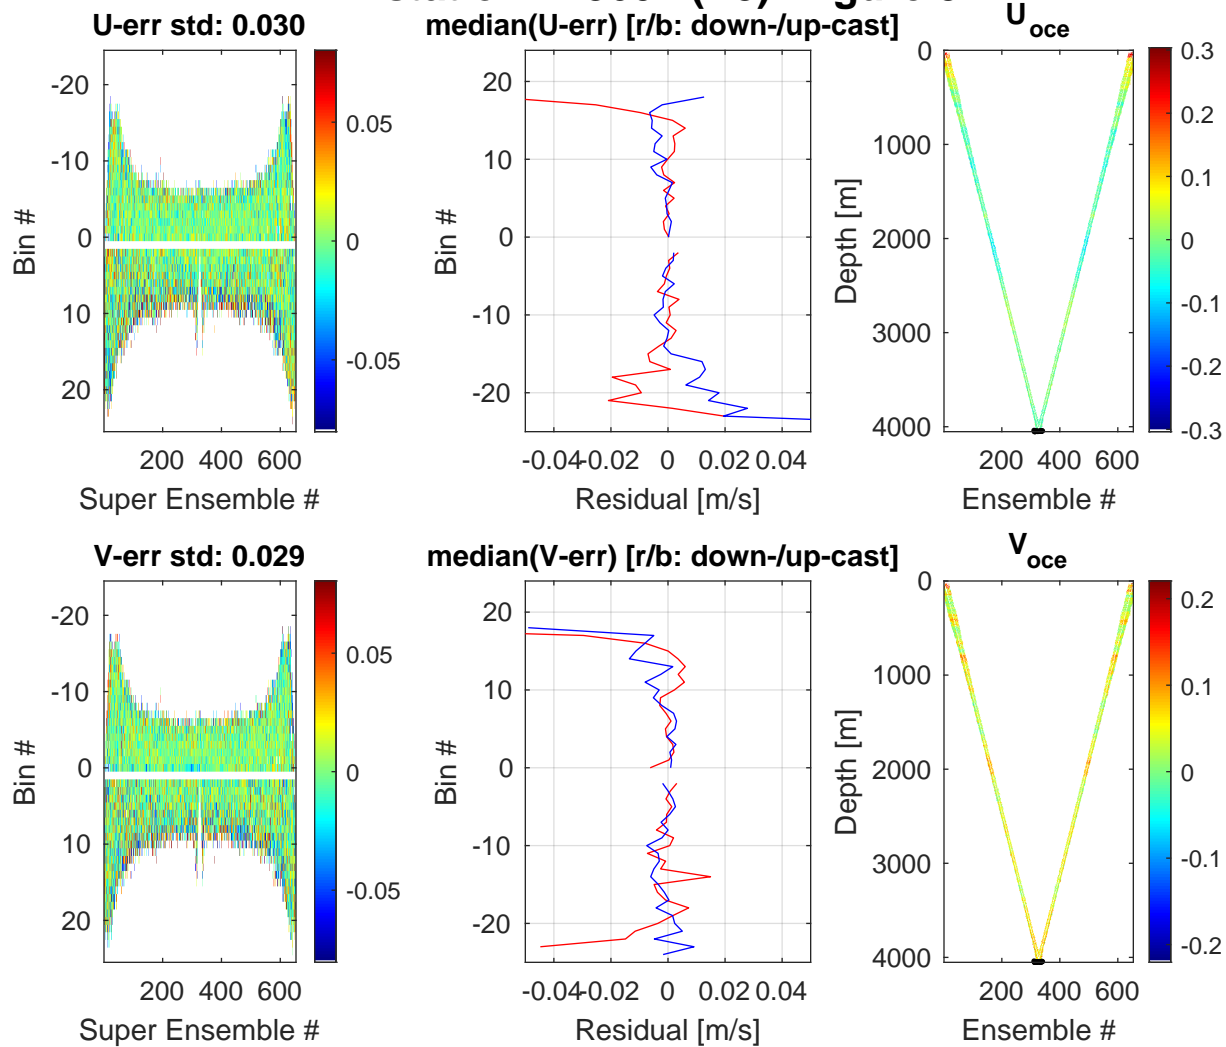 U-err std: 0.030
-20
-10
0
10
20
Bin #
200 400 600
Super Ensemble #
0.05
0
-0.05
median(U-err) [r/b: down-/up-cast]
20
10
0
-10
-20
Bin #
-0.04 -0.02 0 0.02 0.04
Residual [m/s]
U_oce
0
1000
2000
3000
4000
Depth [m]
200 400 600
Ensemble #
0.3
0.2
0.1
0
-0.1
-0.2
-0.3
V-err std: 0.029
-20
-10
0
10
20
Bin #
200 400 600
Super Ensemble #
0.05
0
-0.05
median(V-err) [r/b: down-/up-cast]
20
10
0
-10
-20
Bin #
-0.04 -0.02 0 0.02 0.04
Residual [m/s]
V_oce
0
1000
2000
3000
4000
Depth [m]
200 400 600
Ensemble #
0.2
0.1
0
-0.1
-0.2